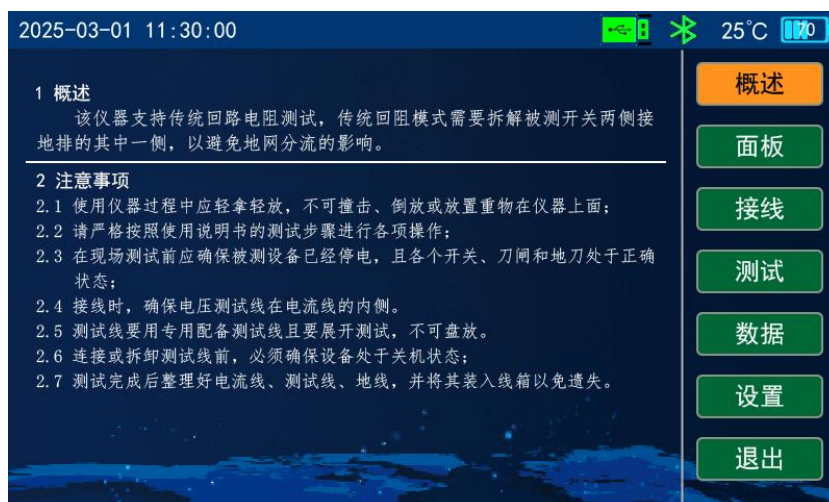 2025-03-01 11:30:00
25°C 70
1 概述
该仪器支持传统回路电阻测试，传统回阻模式需要拆解被测开关两侧接
地排的其中一侧，以避免地网分流的影响。
2 注意事项
2.1 使用仪器过程中应轻拿轻放，不可撞击、倒放或放置重物在仪器上面；
2.2 请严格按照使用说明书的测试步骤进行各项操作；
2.3 在现场测试前应确保被测设备已经停电，且各个开关、刀闸和地刀处于正确
状态；
2.4 接线时，确保电压测试线在电流线的内侧。
2.5 测试线要用专用配备测试线且要展开测试，不可盘放。
2.6 连接或拆卸测试线前，必须确保设备处于关机状态；
2.7 测试完成后整理好电流线、测试线、地线，并将其装入线箱以免遗失。
概述
面板
接线
测试
数据
设置
退出